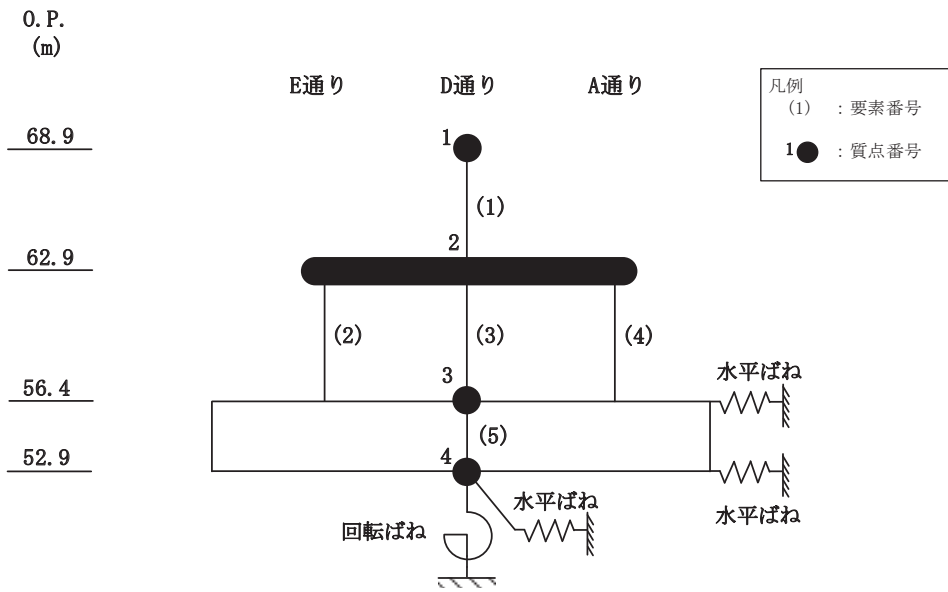 O.P.
(m)
E通り D通り A通り
凡例
(1) : 要素番号
1 : 質点番号
68.9
1
(1)
62.9
2
(2) (3) (4)
56.4
3
水平ばね
(5)
52.9
4
水平ばね
水平ばね
回転ばね